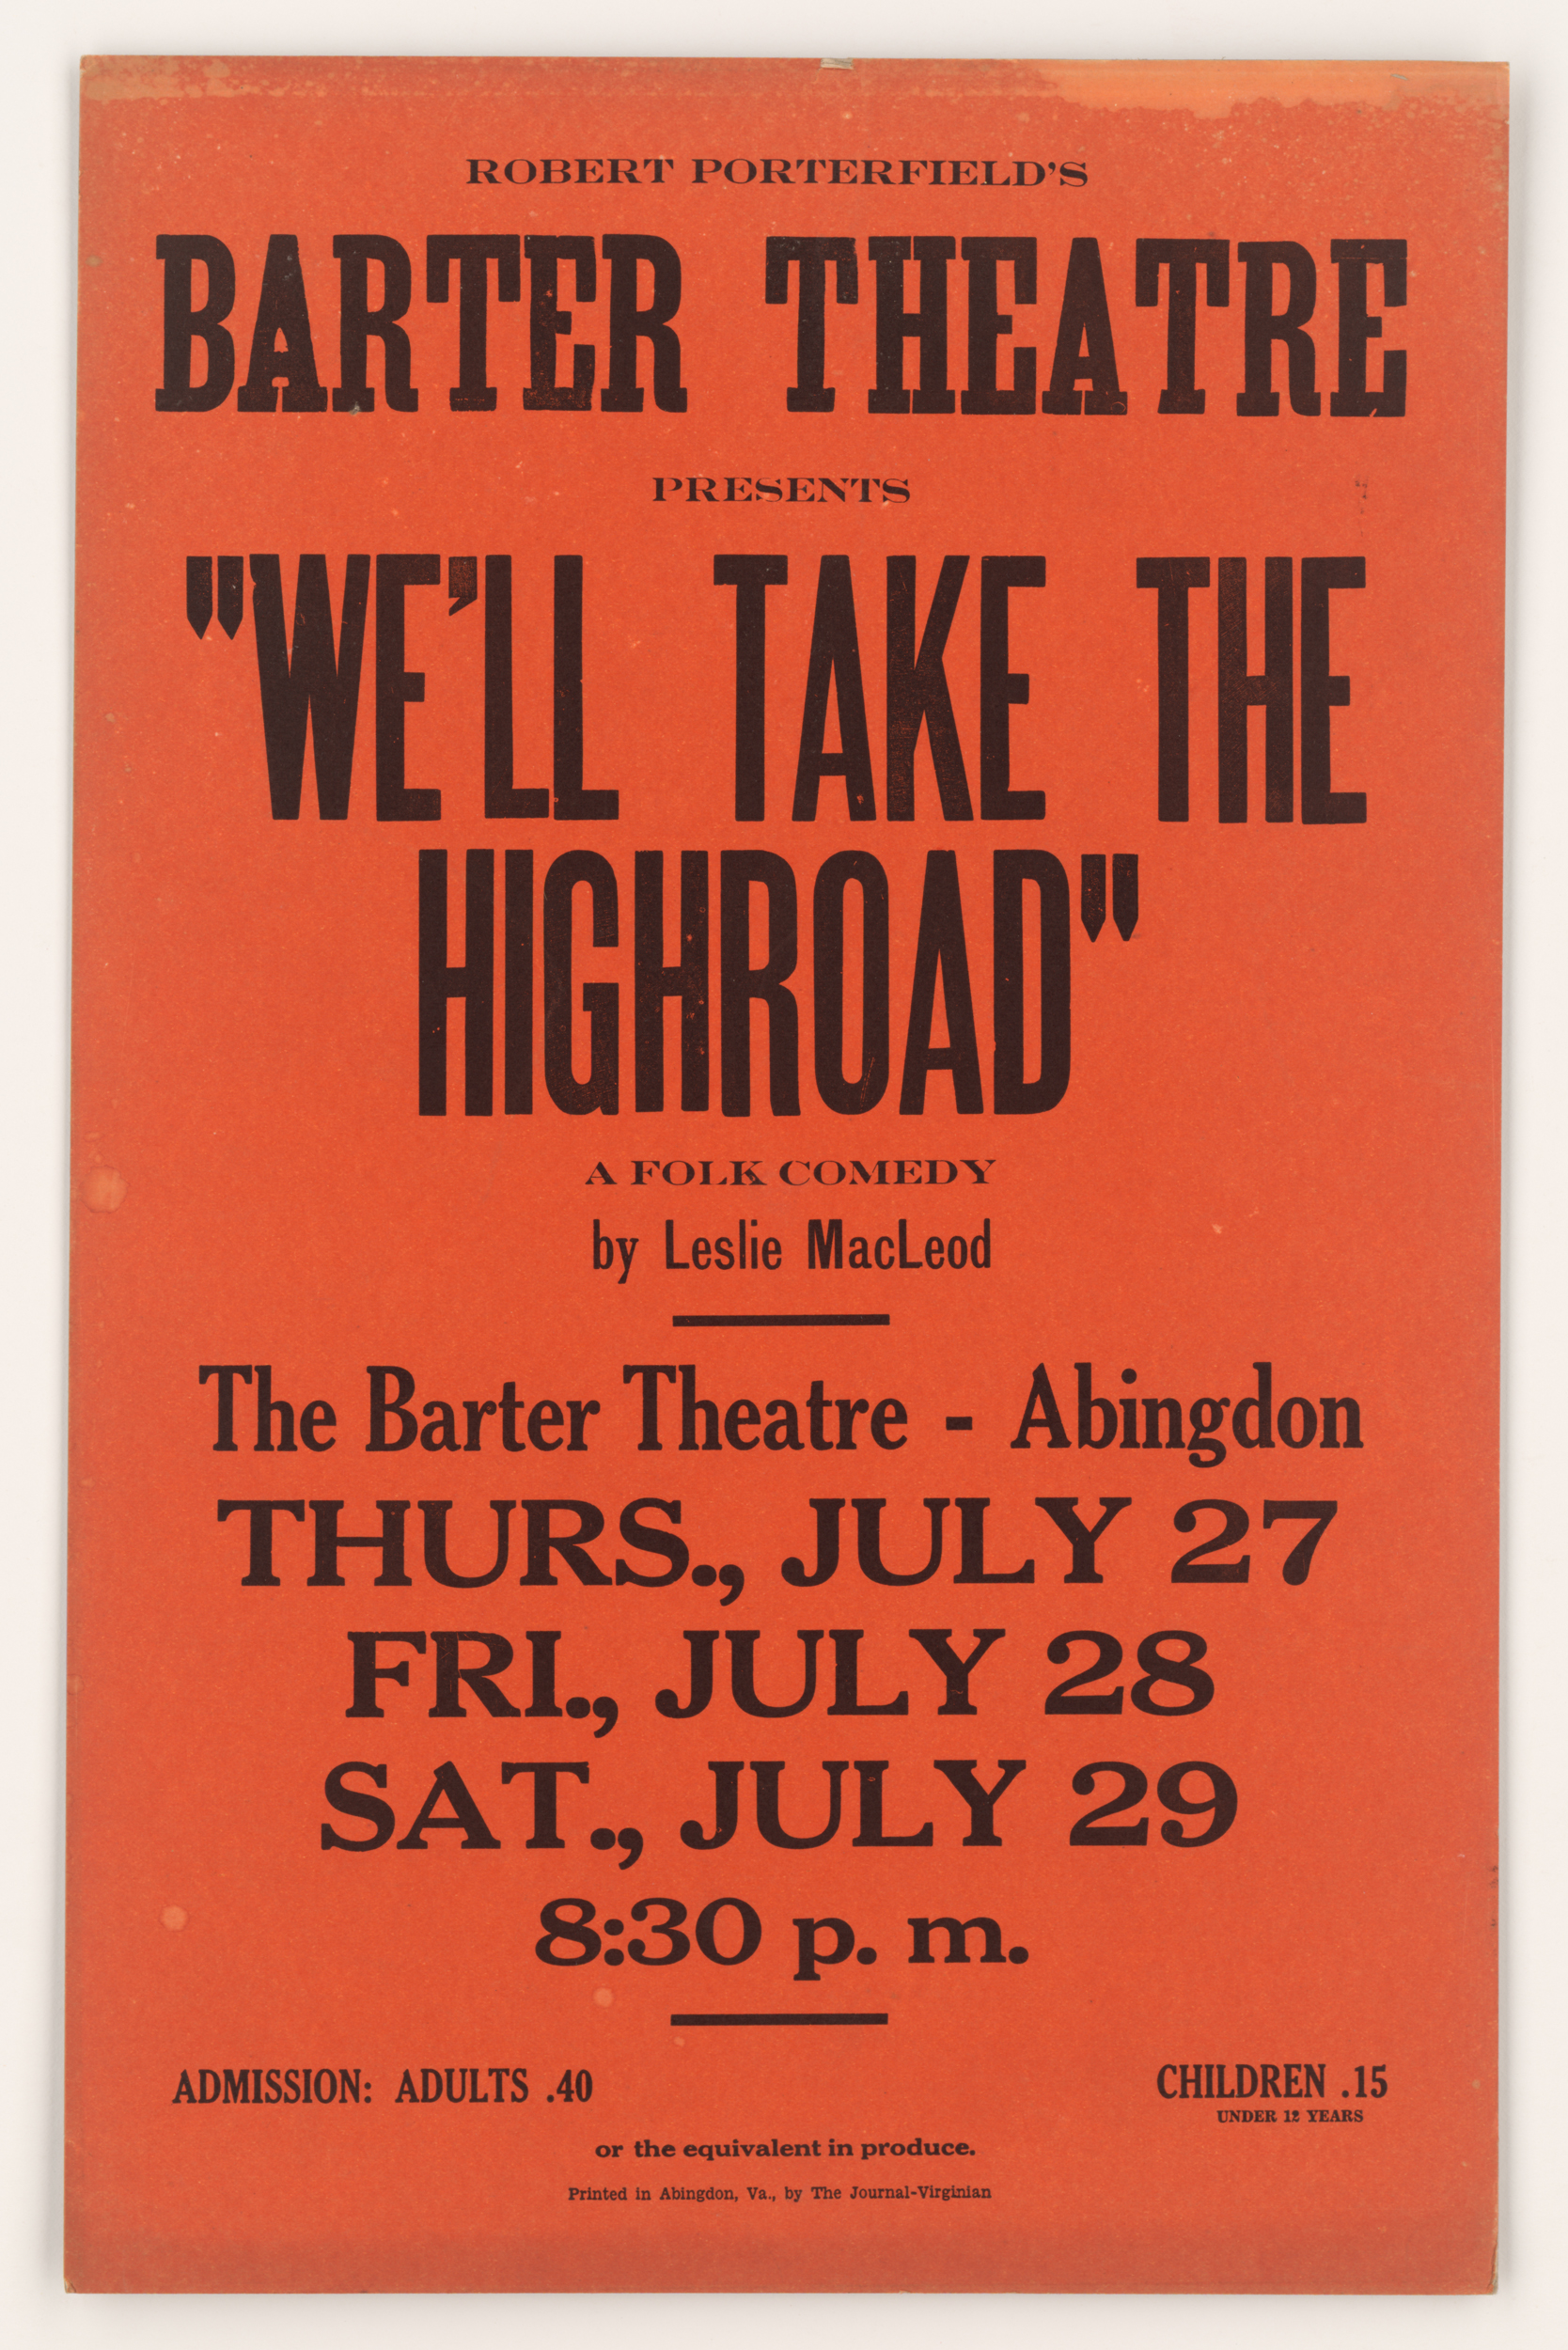 ROBERT PORTERFIELD'S
BARTER THEATRE
PRESENTS
"WE'LL TAKE THE
HIGHROAD"
A FOLK COMEDY
by Leslie MacLeod
The Barter Theatre - Abingdon
THURS., JULY 27
FRI., JULY 28
SAT., JULY 29
8:30 p. m.
ADMISSION: ADULTS .40
CHILDREN .15
UNDER 12 YEARS
or the equivalent in produce.
Printed in Abingdon, Va., by The Journal-Virginian